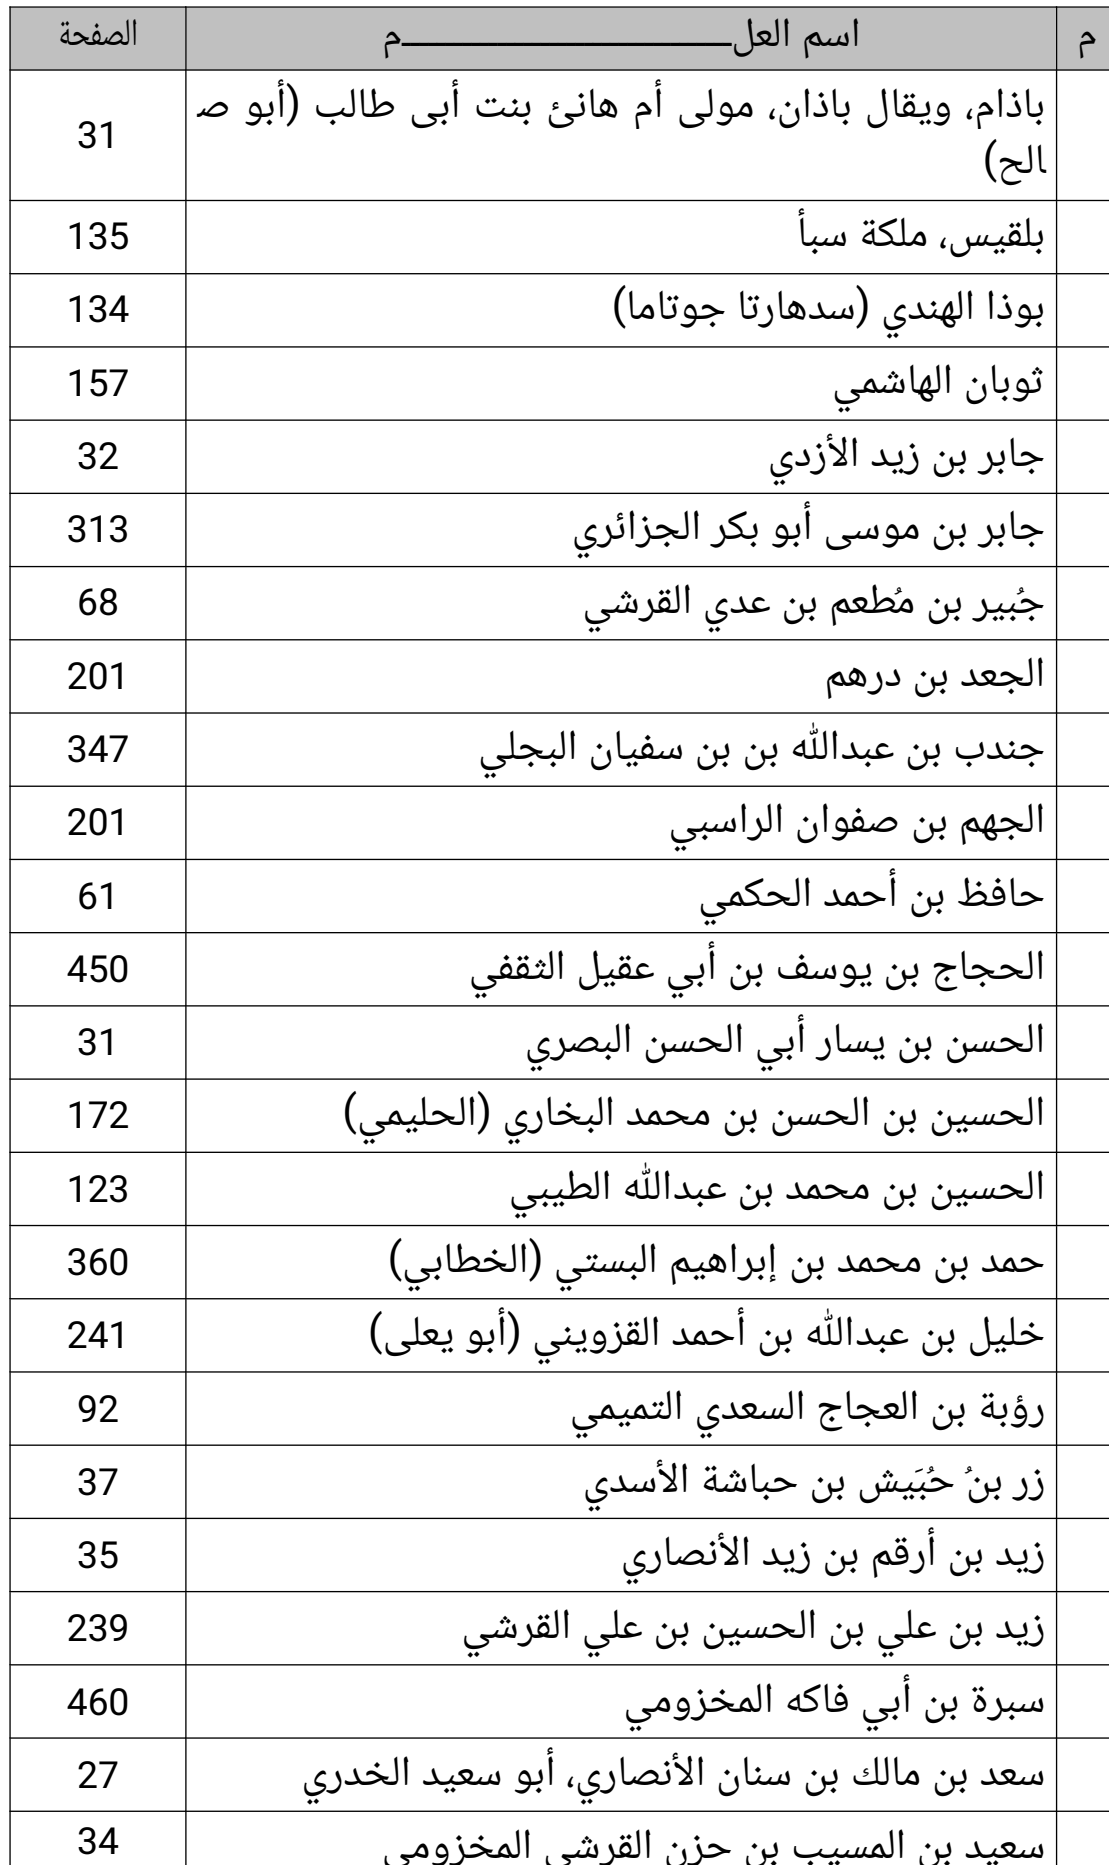 م اسم العلـــــــــــــــــــــــــــم الصفحة
باذام، ويقال باذان، مولى أم هانئ بنت أبى طالب (أبو صـ 31
ـالح)
بلقيس، ملكة سبأ 135
بوذا الهندي (سدهارتا جوتاما) 134
ثوبان الهاشمي 157
جابر بن زيد الأزدي 32
جابر بن موسى أبو بكر الجزائري 313
جُبير بن مُطعم بن عدي القرشي 68
الجعد بن درهم 201
جندب بن عبدالله بن بن سفيان البجلي 347
الجهم بن صفوان الراسبي 201
حافظ بن أحمد الحكمي 61
الحجاج بن يوسف بن أبي عقيل الثقفي 450
الحسن بن يسار أبي الحسن البصري 31
الحسين بن الحسن بن محمد البخاري (الحليمي) 172
الحسين بن محمد بن عبدالله الطيبي 123
حمد بن محمد بن إبراهيم البستي (الخطابي) 360
خليل بن عبدالله بن أحمد القزويني (أبو يعلى) 241
رؤبة بن العجاج السعدي التميمي 92
زر بنُ حُبَيش بن حباشة الأسدي 37
زيد بن أرقم بن زيد الأنصاري 35
زيد بن علي بن الحسين بن علي القرشي 239
سبرة بن أبي فاكه المخزومي 460
سعد بن مالك بن سنان الأنصاري، أبو سعيد الخدري 27
سعيد بن المسيب بن حزن القرشي المخزومي 34